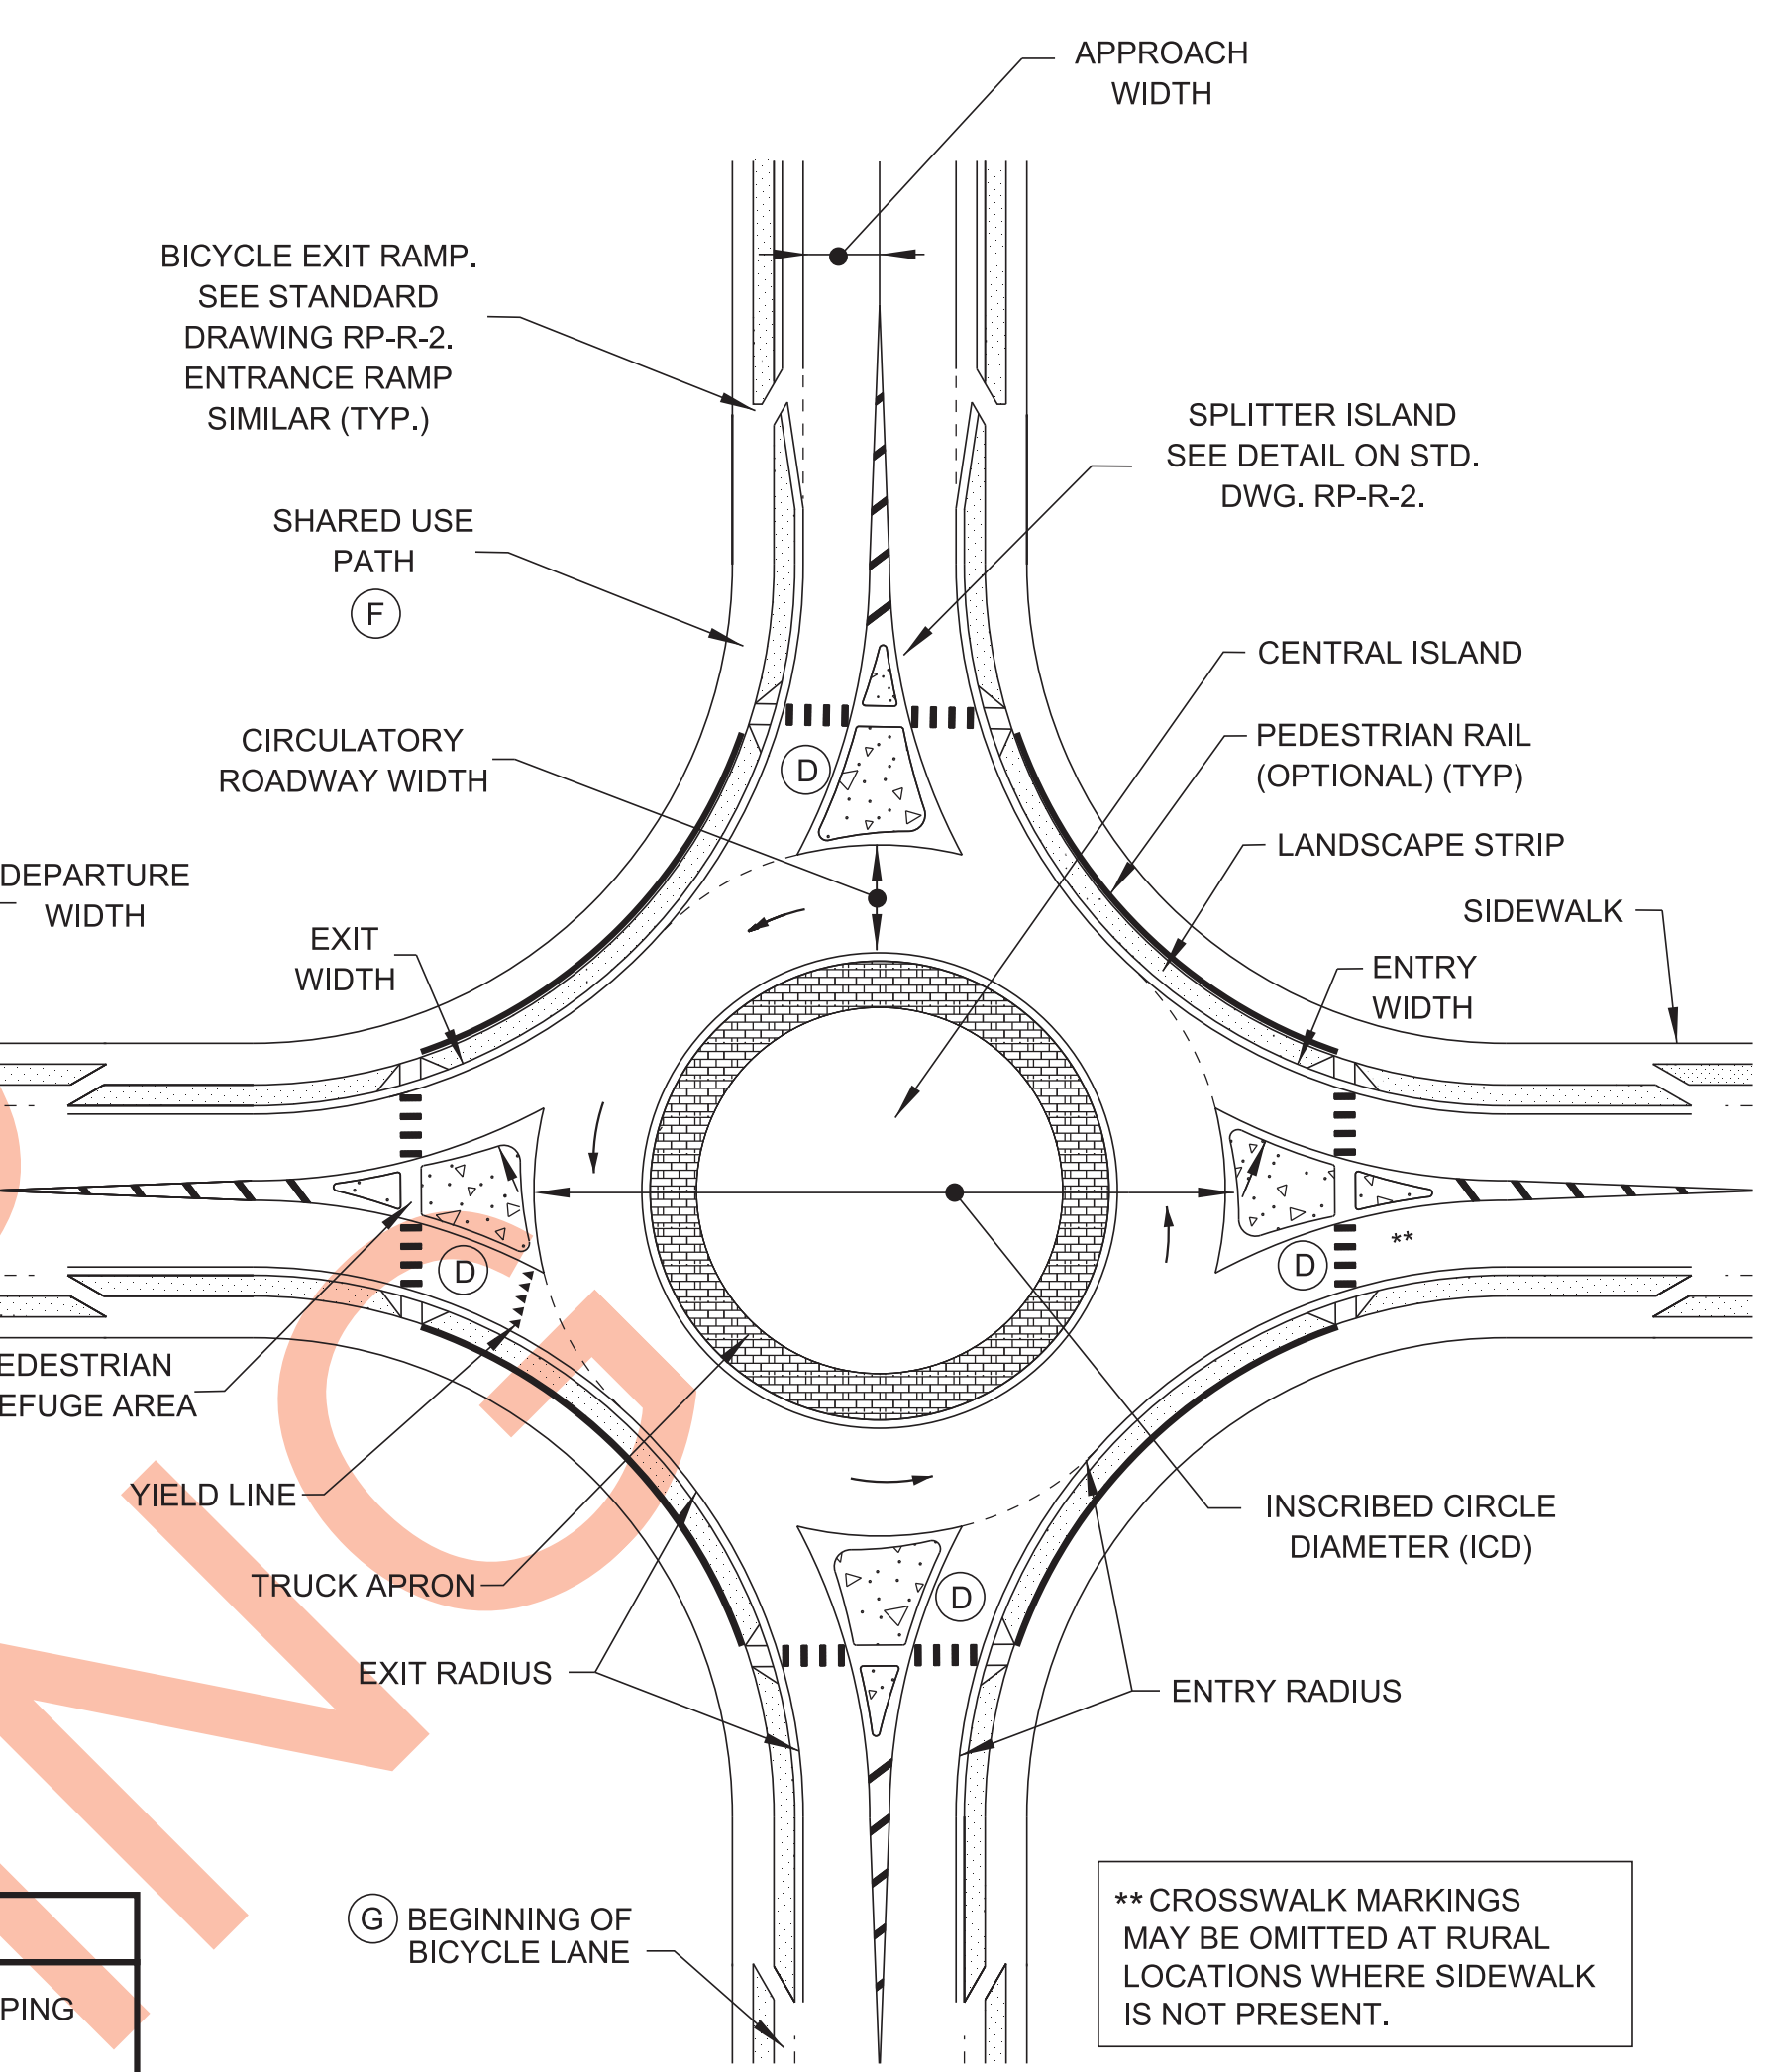 APPROACH
WIDTH
BICYCLE EXIT RAMP.
SEE STANDARD
DRAWING RP-R-2.
ENTRANCE RAMP
SIMILAR (TYP.)
SPLITTER ISLAND
SEE DETAIL ON STD.
DWG. RP-R-2.
SHARED USE
PATH
F
CENTRAL ISLAND
PEDESTRIAN RAIL
(OPTIONAL) (TYP)
CIRCULATORY
ROADWAY WIDTH
D
LANDSCAPE STRIP
DEPARTURE
WIDTH
SIDEWALK
EXIT
WIDTH
ENTRY
WIDTH
**
D
D
EDESTRIAN
EFUGE AREA
YIELD LINE
INSCRIBED CIRCLE
DIAMETER (ICD)
TRUCK APRON
D
EXIT RADIUS
ENTRY RADIUS
G BEGINNING OF
BICYCLE LANE
** CROSSWALK MARKINGS
MAY BE OMITTED AT RURAL
LOCATIONS WHERE SIDEWALK
IS NOT PRESENT.
PING
NG